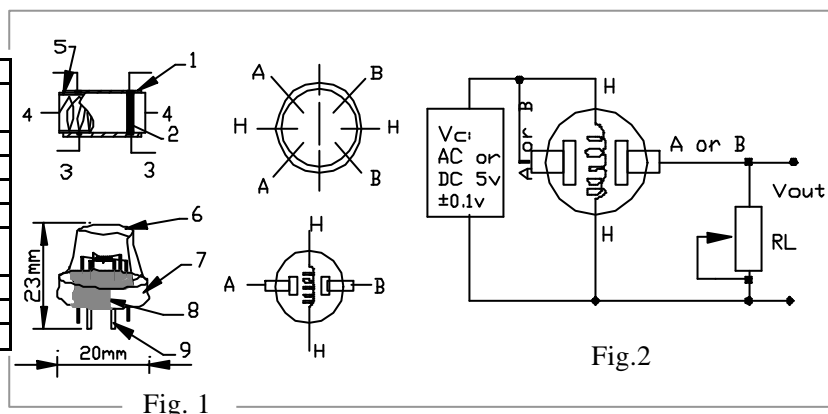 5
1
4
4
2
3
3
6
7
8
9
23mm
20mm
Fig. 1
A
B
H
H
A
B
H
A
B
H
Vc:
AC or
DC 5v
±0.1v
A or B
H
H
A or B
Vout
RL
Fig.2